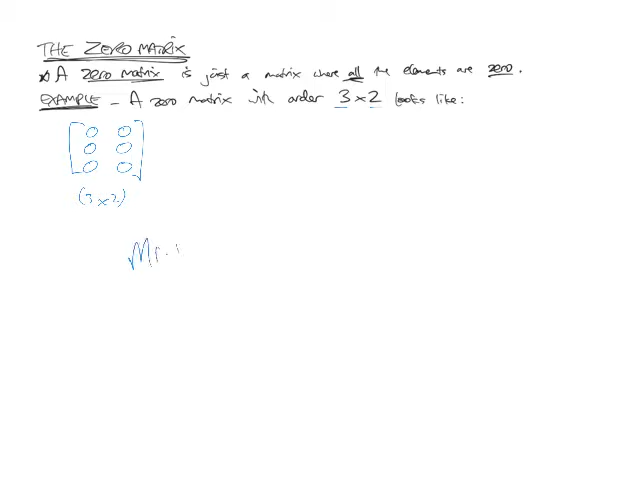 THE ZERO MATRIX
* A zero matrix is just a matrix where all the elements are zero.
EXAMPLE - A zero matrix with order 3 x 2 looks like:
0 0
0 0
0 0
(3 x 2)
Mr.